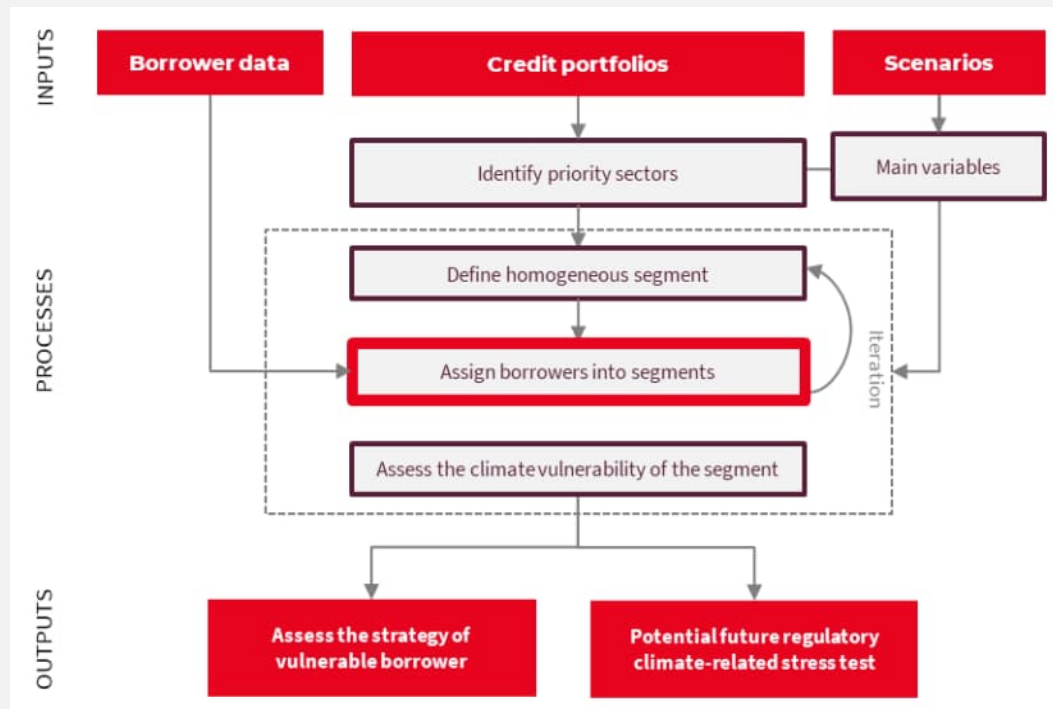 INPUTS
Borrower data
Credit portfolios
Scenarios
Identify priority sectors
Main variables
PROCESSES
Define homogeneous segment
Iteration
Assign borrowers into segments
Assess the climate vulnerability of the segment
OUTPUTS
Assess the strategy of
vulnerable borrower
Potential future regulatory
climate-related stress test